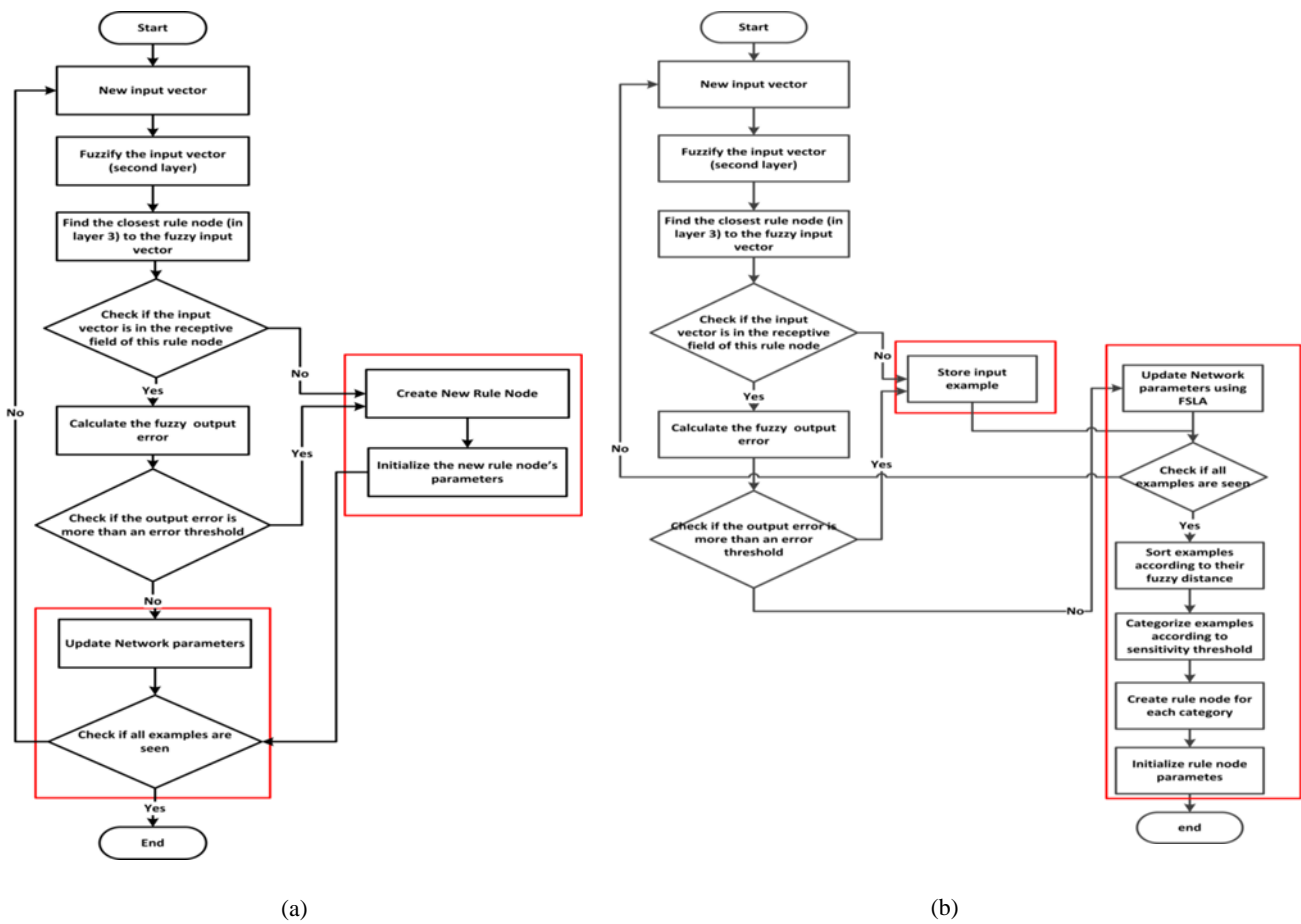 Start
New input vector
Fuzzify the input vector
(second layer)
Find the closest rule node (in
layer 3) to the fuzzy input
vector
Check if the input
vector is in the receptive
field of this rule node
No
Yes
Create New Rule Node
No
Calculate the fuzzy output
error
Yes
Initialize the new rule node's
parameters
Check if the output error is
more than an error threshold
No
Update Network parameters
Check if all examples are
seen
Yes
End
(a)
Start
New input vector
Fuzzify the input vector
(second layer)
Find the closest rule node (in
layer 3) to the fuzzy input
vector
Check if the input
vector is in the receptive
field of this rule node
No
Store input
example
Update Network
parameters using
FSLA
Yes
Calculate the fuzzy output
error
No
Yes
Check if all
examples are seen
Check if the output error is
more than an error
threshold
Yes
Sort examples
according to their
fuzzy distance
No
Categorize examples
according to
sensitivity threshold
Create rule node for
each category
Initialize rule node
parametes
end
(b)